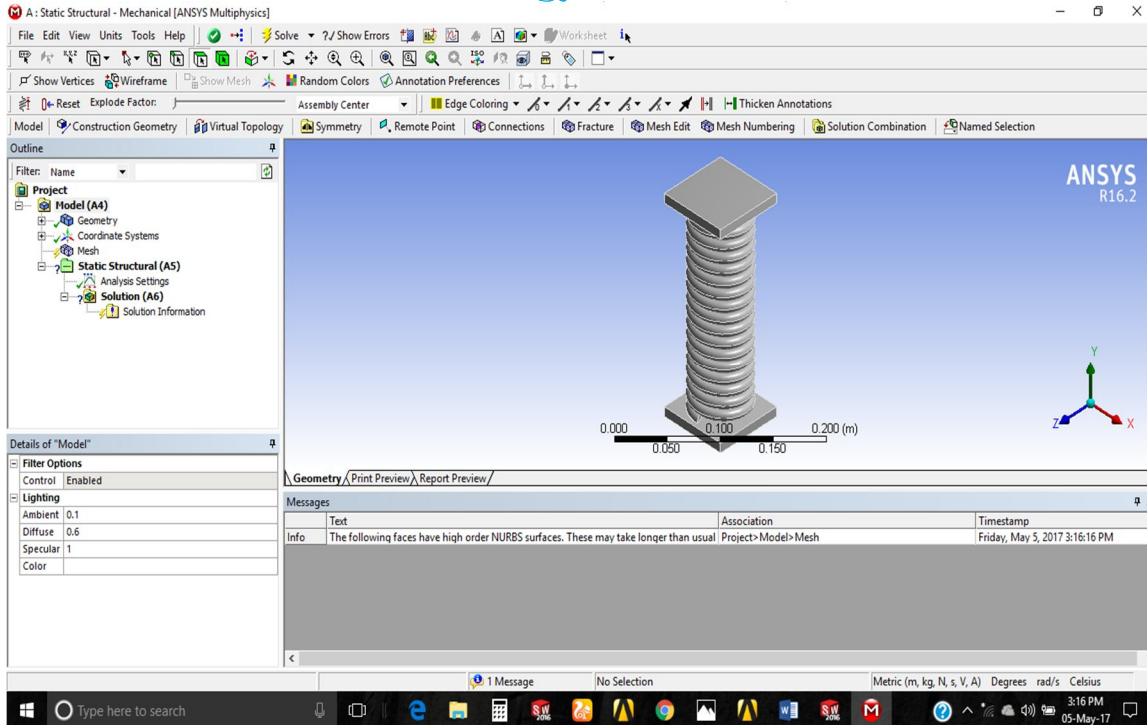 A : Static Structural - Mechanical [ANSYS Multiphysics]
File Edit View Units Tools Help Solve ?./ Show Errors Worksheet
Show Vertices Wireframe Show Mesh Random Colors Annotation Preferences
Reset Explode Factor: Assembly Center Edge Coloring Thicken Annotations
Model Construction Geometry Virtual Topology Symmetry Remote Point Connections Fracture Mesh Edit Mesh Numbering Solution Combination Named Selection
Outline
Filter: Name
Project
Model (A4)
Geometry
Coordinate Systems
Mesh
Static Structural (A5)
Analysis Settings
Solution (A6)
Solution Information
ANSYS
R16.2
Y
Z X
0.000 0.100 0.200 (m)
0.050 0.150
Details of "Model"
Filter Options
Control Enabled
Lighting
Ambient 0.1
Diffuse 0.6
Specular 1
Color
Geometry Print Preview Report Preview
Messages
Text Association Timestamp
Info The following faces have high order NURBS surfaces. These may take longer than usual Project>Model>Mesh Friday, May 5, 2017 3:16:16 PM
1 Message No Selection Metric (m, kg, N, s, V, A) Degrees rad/s Celsius
Type here to search
3:16 PM
05-May-17